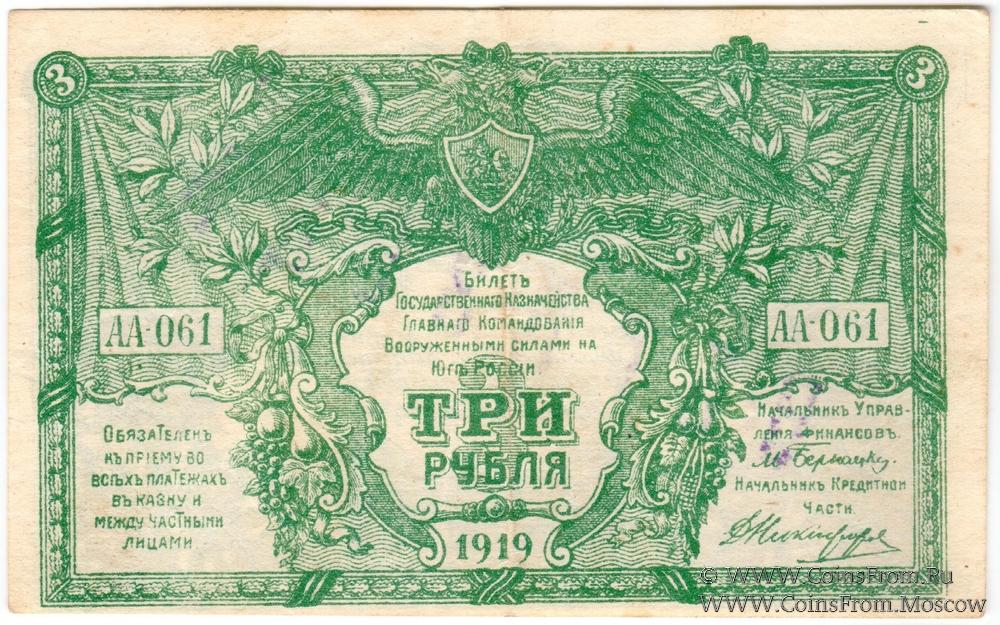 3
3
Билетъ
Государственнаго Казначейства
Главнаго Командованія
Вооруженными силами на
Югѣ Россіи.
АА-061
АА-061
ТРИ
РУБЛЯ
Обязателенъ
къ пріему во
всѣхъ платежахъ
въ казну и
между частными
лицами.
Начальникъ Управ-
ленія финансовъ.
М. Бернацкій
Начальникъ Кредитной
Части.
1919
© WWW.CoinsFrom.Ru
WWW.CoinsFrom.Moscow